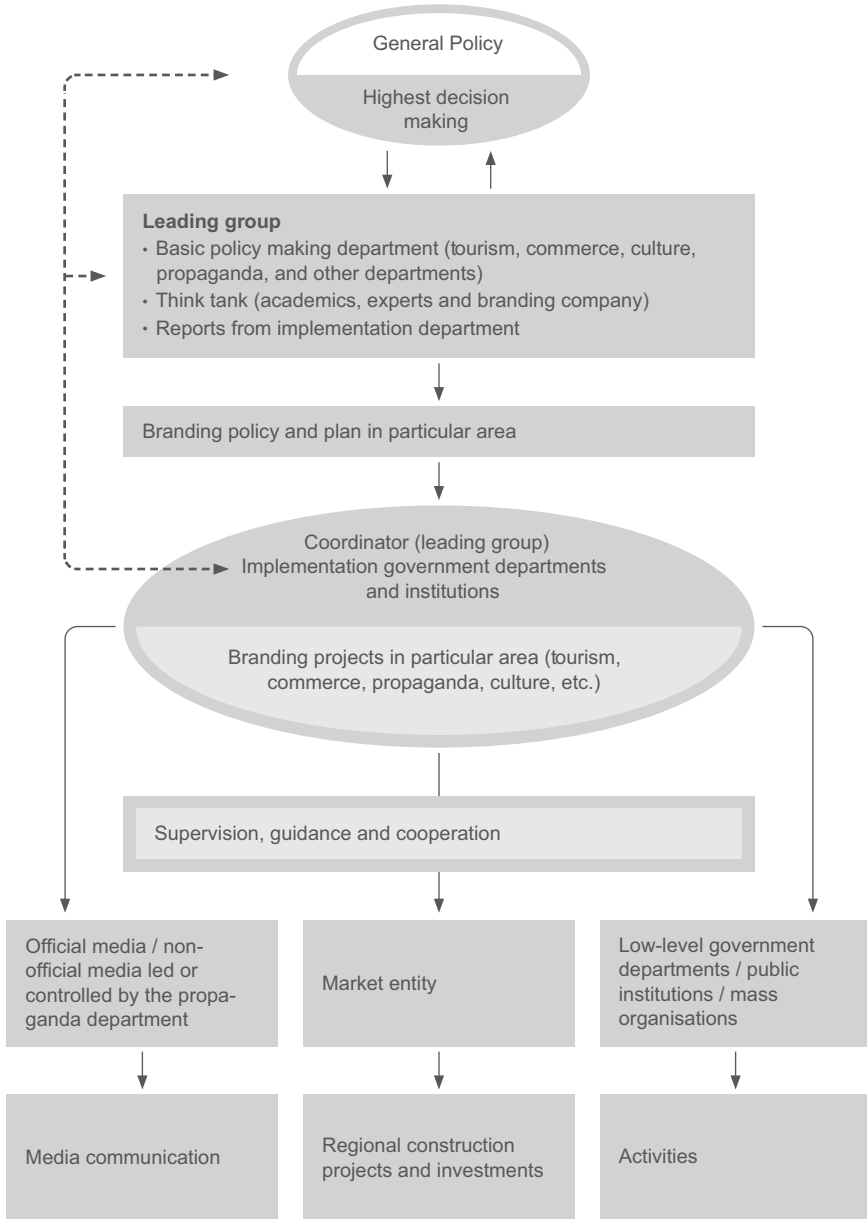 General Policy
Highest decision
making
Leading group
· Basic policy making department (tourism, commerce, culture,
propaganda, and other departments)
· Think tank (academics, experts and branding company)
· Reports from implementation department
Branding policy and plan in particular area
Coordinator (leading group)
Implementation government departments
and institutions
Branding projects in particular area (tourism,
commerce, propaganda, culture, etc.)
Supervision, guidance and cooperation
Official media / non-
official media led or
controlled by the propa-
ganda department
Market entity
Low-level government
departments / public
institutions / mass
organisations
Media communication
Regional construction
projects and investments
Activities